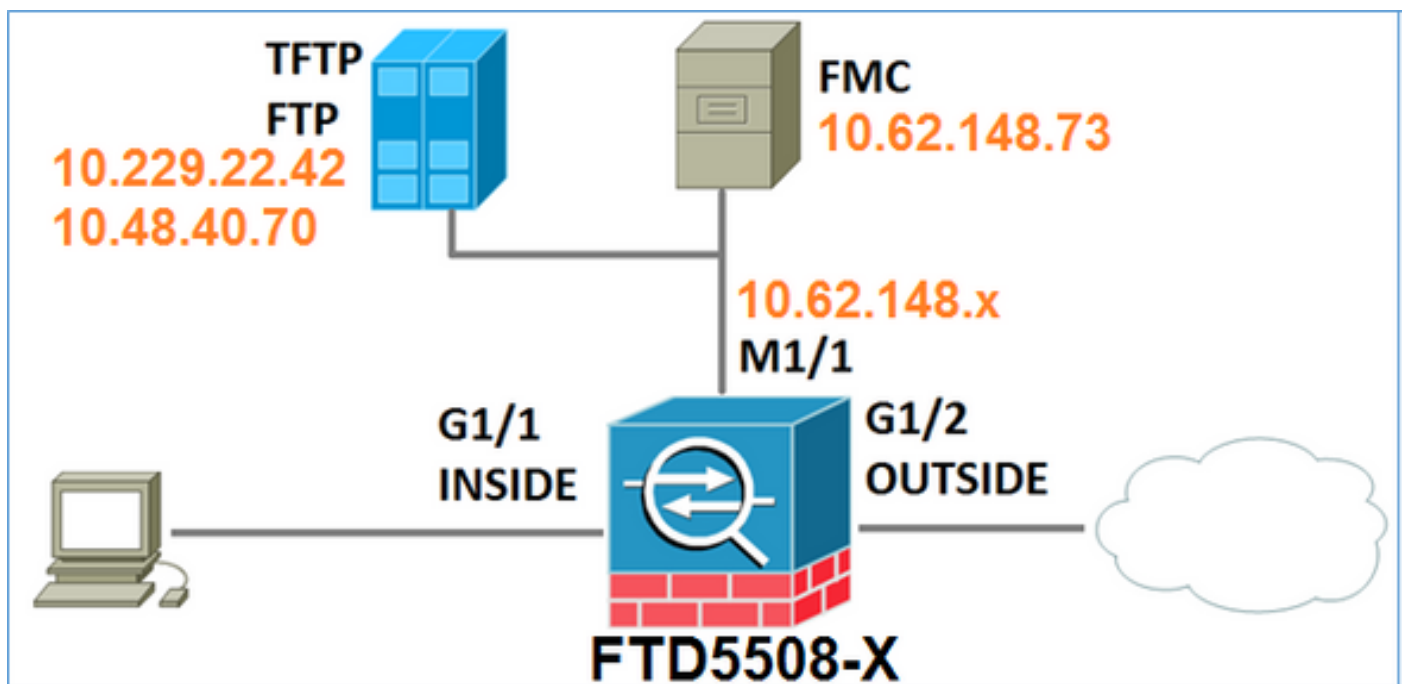 TFTP
FTP
10.229.22.42
10.48.40.70
FMC
10.62.148.73
10.62.148.x
M1/1
G1/1
INSIDE
G1/2
OUTSIDE
FTD5508-X